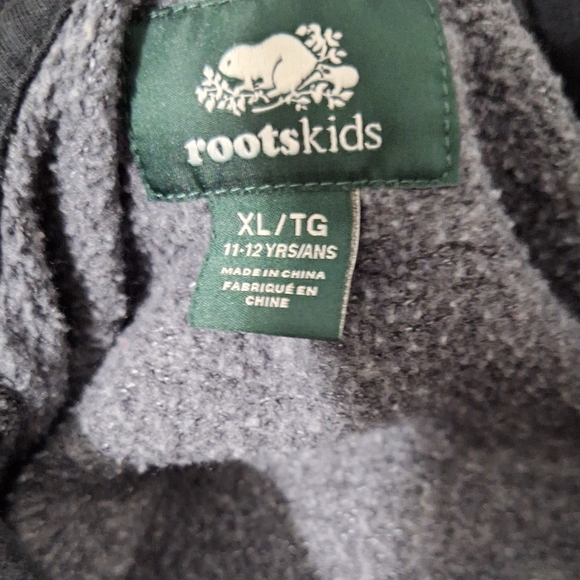 rootskids
XL/TG
11-12 YRS/ANS
MADE IN CHINA
FABRIQUÉ EN
CHINE